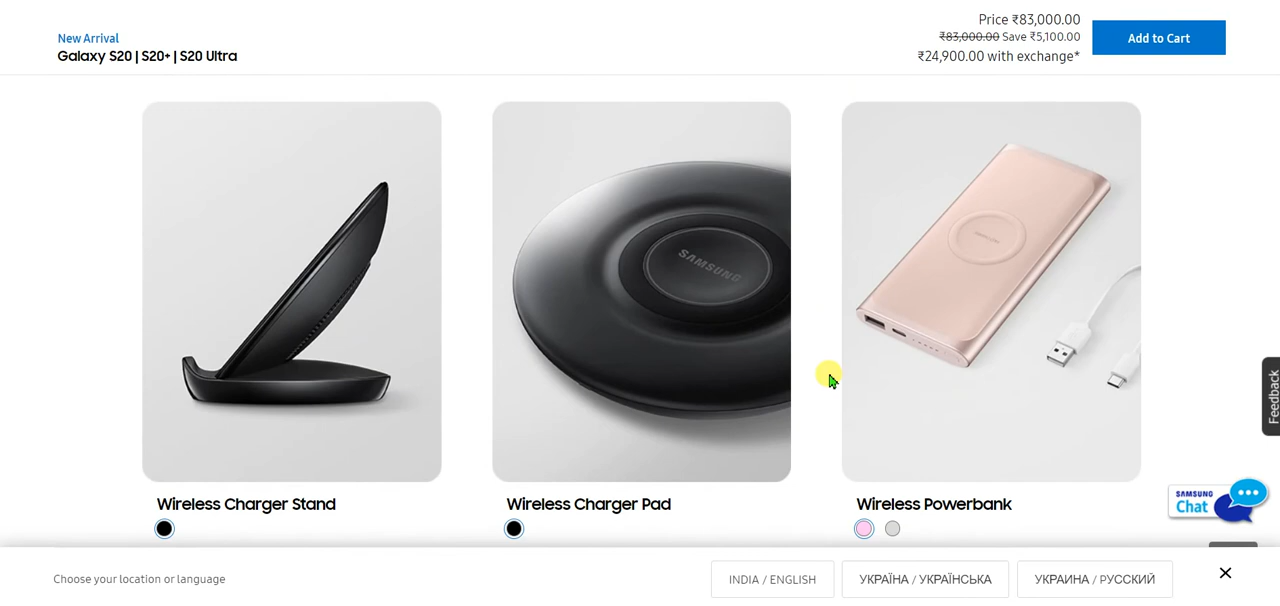 New Arrival
Galaxy S20 | S20+ | S20 Ultra
Price ₹83,000.00
₹83,000.00 Save ₹5,100.00
₹24,900.00 with exchange*
Add to Cart
SAMSUNG
Wireless Charger Stand
Wireless Charger Pad
Wireless Powerbank
Feedback
SAMSUNG
Chat
Choose your location or language
INDIA / ENGLISH
УКРАЇНА / УКРАЇНСЬКА
УКРАИНА / РУССКИЙ